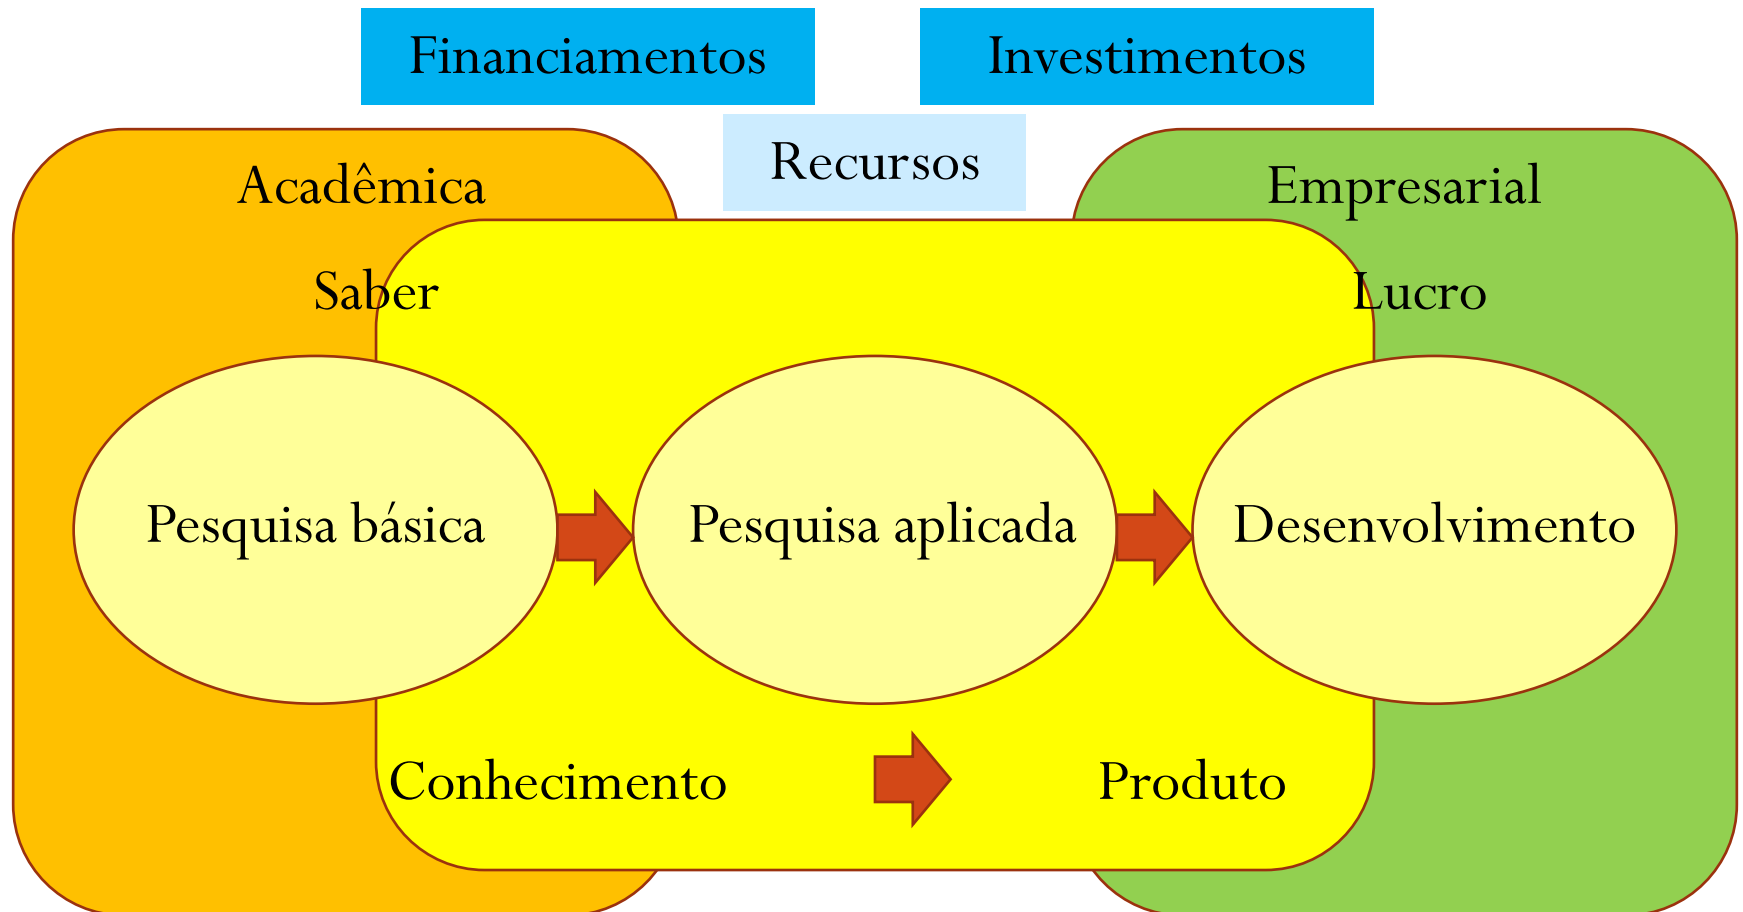 Financiamentos
Investimentos
Recursos
Acadêmica
Empresarial
Saber
Lucro
Pesquisa básica
Pesquisa aplicada
Desenvolvimento
Conhecimento
Produto